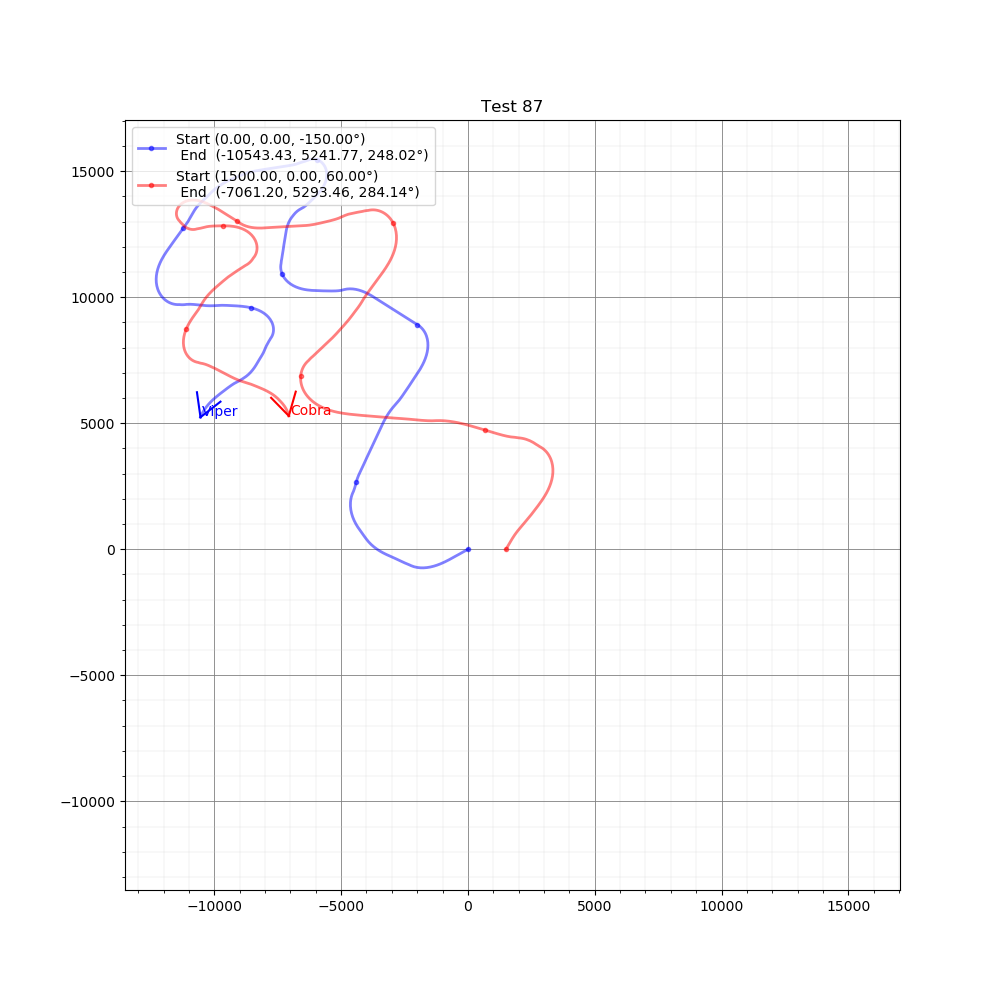 Test 87
Start (0.00, 0.00, -150.00°)
End  (-10543.43, 5241.77, 248.02°)
Start (1500.00, 0.00, 60.00°)
End  (-7061.20, 5293.46, 284.14°)
15000
10000
5000
0
−5000
−10000
Viper
Cobra
−10000
−5000
0
5000
10000
15000